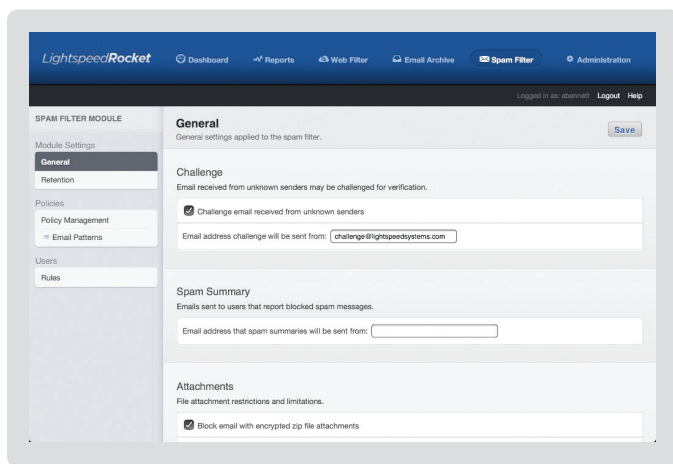 LightspeedRocket
Dashboard
Reports
Web Filter
Email Archive
Spam Filter
Administration
Logged in as: abennett Logout Help
SPAM FILTER MODULE
Module Settings
General
Retention
Policies
Policy Management
Email Patterns
Users
Rules
General
General settings applied to the spam filter.
Save
Challenge
Email received from unknown senders may be challenged for verification.
Challenge email received from unknown senders
Email address challenge will be sent from: challenge@lightspeedsystems.com
Spam Summary
Emails sent to users that report blocked spam messages.
Email address that spam summaries will be sent from:
Attachments
File attachment restrictions and limitations.
Block email with encrypted zip file attachments